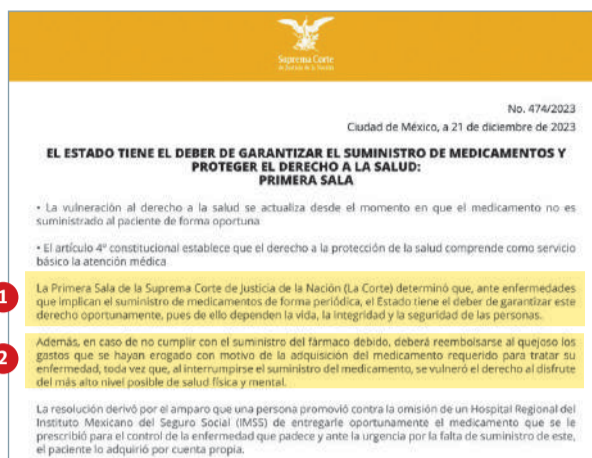 Suprema Corte
de Justicia de la Nación
No. 474/2023
Ciudad de México, a 21 de diciembre de 2023
EL ESTADO TIENE EL DEBER DE GARANTIZAR EL SUMINISTRO DE MEDICAMENTOS Y
PROTEGER EL DERECHO A LA SALUD:
PRIMERA SALA
• La vulneración al derecho a la salud se actualiza desde el momento en que el medicamento no es
suministrado al paciente de forma oportuna
• El artículo 4º constitucional establece que el derecho a la protección de la salud comprende como servicio
básico la atención médica
1
La Primera Sala de la Suprema Corte de Justicia de la Nación (La Corte) determinó que, ante enfermedades
que implican el suministro de medicamentos de forma periódica, el Estado tiene el deber de garantizar este
derecho oportunamente, pues de ello dependen la vida, la integridad y la seguridad de las personas.
2
Además, en caso de no cumplir con el suministro del fármaco debido, deberá reembolsarse al quejoso los
gastos que se hayan erogado con motivo de la adquisición del medicamento requerido para tratar su
enfermedad, toda vez que, al interrumpirse el suministro del medicamento, se vulneró el derecho al disfrute
del más alto nivel posible de salud física y mental.
La resolución derivó por el amparo que una persona promovió contra la omisión de un Hospital Regional del
Instituto Mexicano del Seguro Social (IMSS) de entregarle oportunamente el medicamento que se le
prescribió para el control de la enfermedad que padece y ante la urgencia por la falta de suministro de este,
el paciente lo adquirió por cuenta propia.